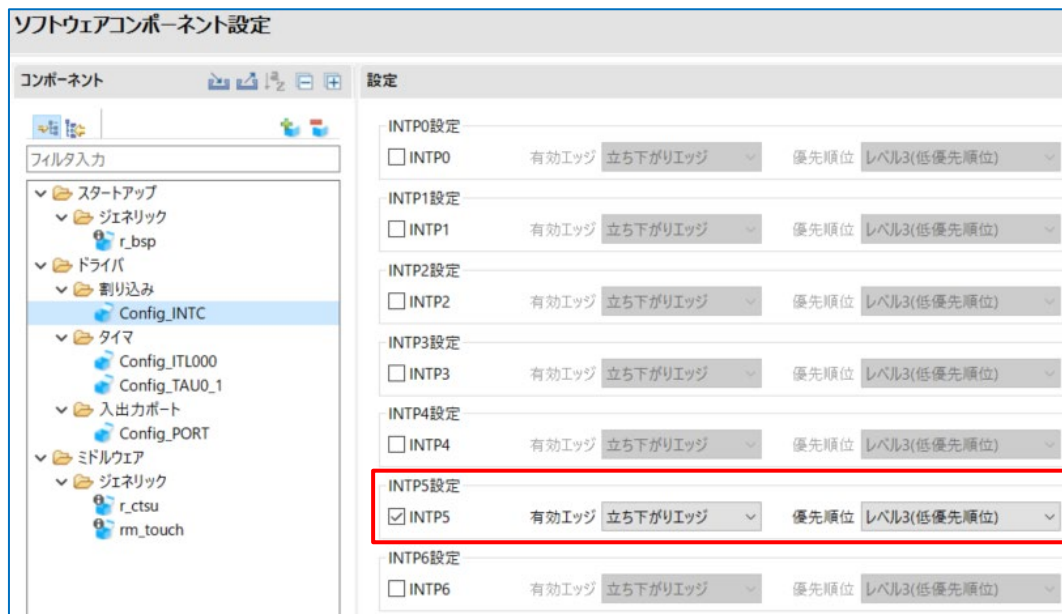 ソフトウェアコンポーネント設定
コンポーネント
フィルタ入力
スタートアップ
ジェネリック
r_bsp
ドライバ
割り込み
Config_INTC
タイマ
Config_ITL000
Config_TAU0_1
入出力ポート
Config_PORT
ミドルウェア
ジェネリック
r_ctsu
rm_touch
設定
INTP0設定
INTP0 有効エッジ 立ち下がりエッジ 優先順位 レベル3(低優先順位)
INTP1設定
INTP1 有効エッジ 立ち下がりエッジ 優先順位 レベル3(低優先順位)
INTP2設定
INTP2 有効エッジ 立ち下がりエッジ 優先順位 レベル3(低優先順位)
INTP3設定
INTP3 有効エッジ 立ち下がりエッジ 優先順位 レベル3(低優先順位)
INTP4設定
INTP4 有効エッジ 立ち下がりエッジ 優先順位 レベル3(低優先順位)
INTP5設定
INTP5 有効エッジ 立ち下がりエッジ 優先順位 レベル3(低優先順位)
INTP6設定
INTP6 有効エッジ 立ち下がりエッジ 優先順位 レベル3(低優先順位)